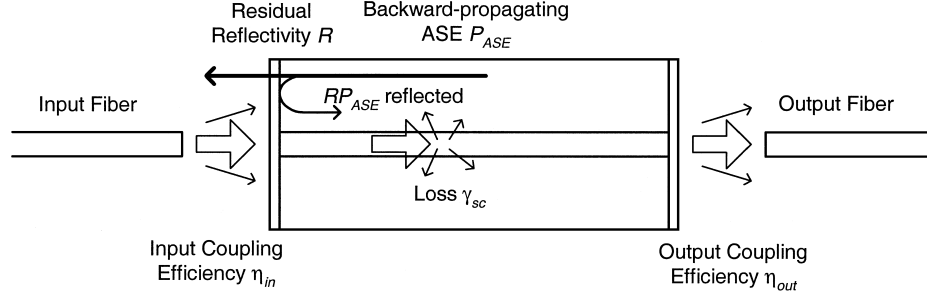 Residual
Reflectivity R
Backward-propagating
ASE P_ASE
Input Fiber
RP_ASE reflected
Output Fiber
Loss γ_sc
Input Coupling
Efficiency η_in
Output Coupling
Efficiency η_out